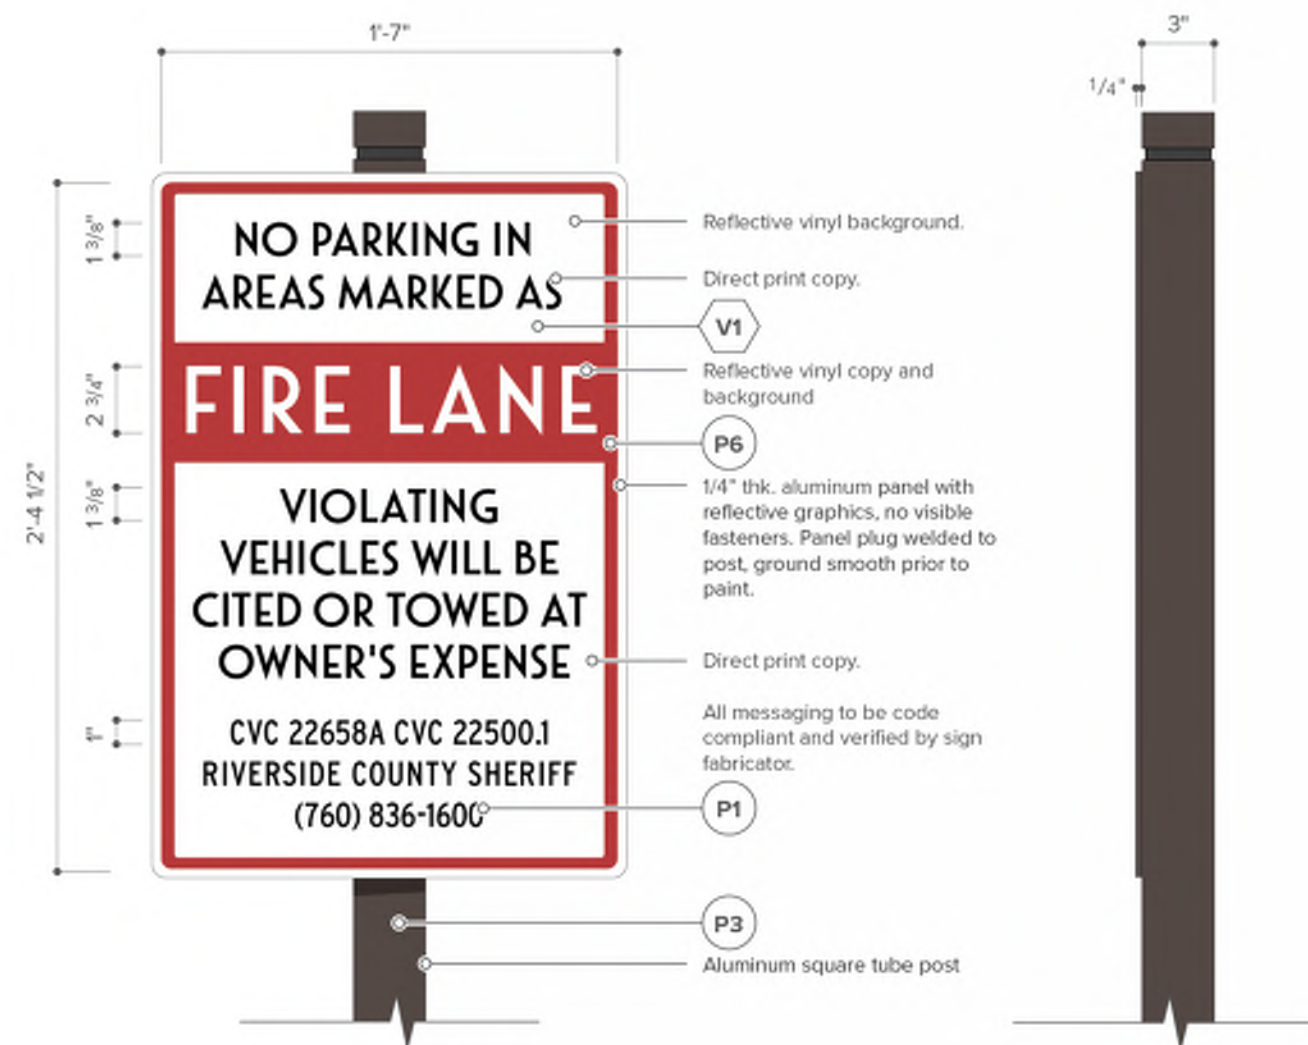 1'-7"
3"
1/4"
NO PARKING IN
AREAS MARKED AS
FIRE LANE
VIOLATING
VEHICLES WILL BE
CITED OR TOWED AT
OWNER'S EXPENSE
CVC 22658A CVC 22500.1
RIVERSIDE COUNTY SHERIFF
(760) 836-1600
2'-4 1/2"
1 3/8"
2 3/4"
1 3/8"
1"
Reflective vinyl background.
Direct print copy.
V1
Reflective vinyl copy and
background
P6
1/4" thk. aluminum panel with
reflective graphics, no visible
fasteners. Panel plug welded to
post, ground smooth prior to
paint.
Direct print copy.
All messaging to be code
compliant and verified by sign
fabricator.
P1
P3
Aluminum square tube post